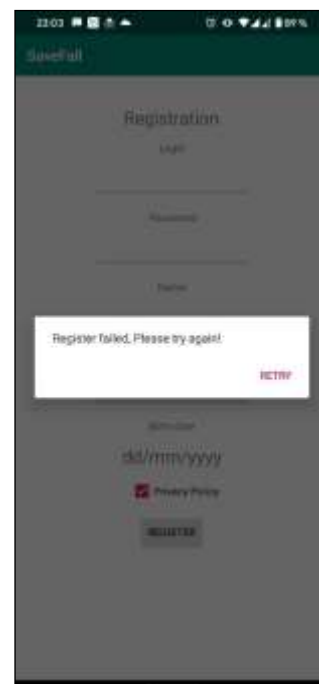 23:03
89%
SaveFall
Registration
Login
Password
Name
Register failed, Please try again!
RETRY
dd/mm/yyyy
Privacy Policy
REGISTER